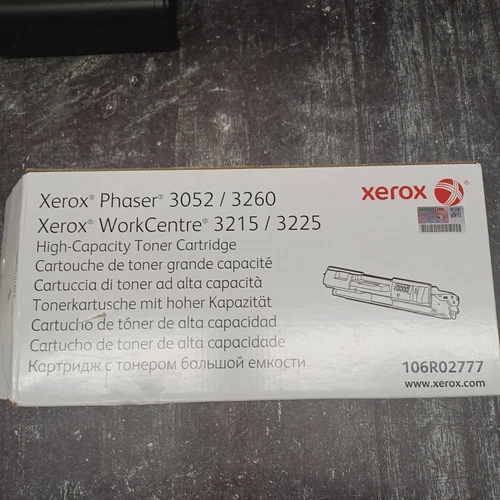 Xerox® Phaser® 3052 / 3260
Xerox® WorkCentre® 3215 / 3225
High-Capacity Toner Cartridge
Cartouche de toner grande capacité
Cartuccia di toner ad alta capacità
Tonerkartusche mit hoher Kapazität
Cartucho de tóner de alta capacidad
Cartucho de toner de alta capacidade
Картридж с тонером большой емкости
xerox
106R02777
www.xerox.com